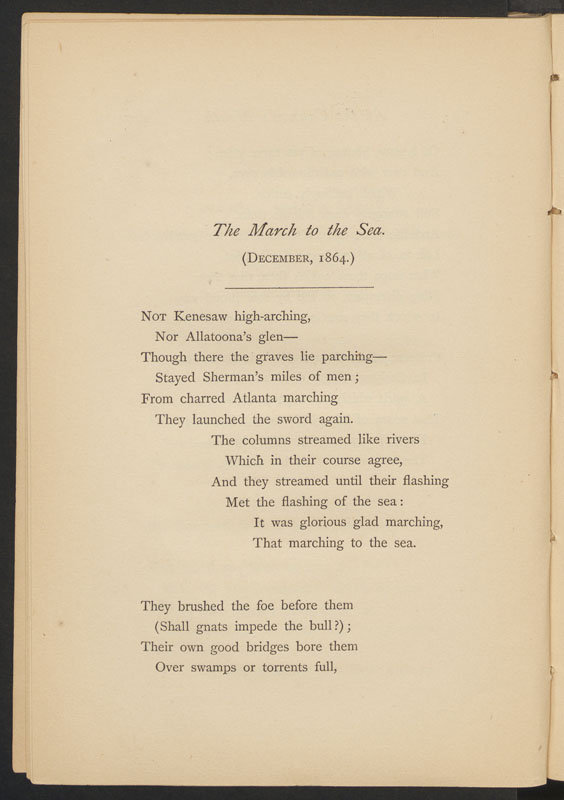 The March to the Sea.
(DECEMBER, 1864.)
NOT Kenesaw high-arching,
Nor Allatoona's glen—
Though there the graves lie parching—
Stayed Sherman's miles of men ;
From charred Atlanta marching
They launched the sword again.
The columns streamed like rivers
Which in their course agree,
And they streamed until their flashing
Met the flashing of the sea :
It was glorious glad marching,
That marching to the sea.
They brushed the foe before them
(Shall gnats impede the bull?) ;
Their own good bridges bore them
Over swamps or torrents full,